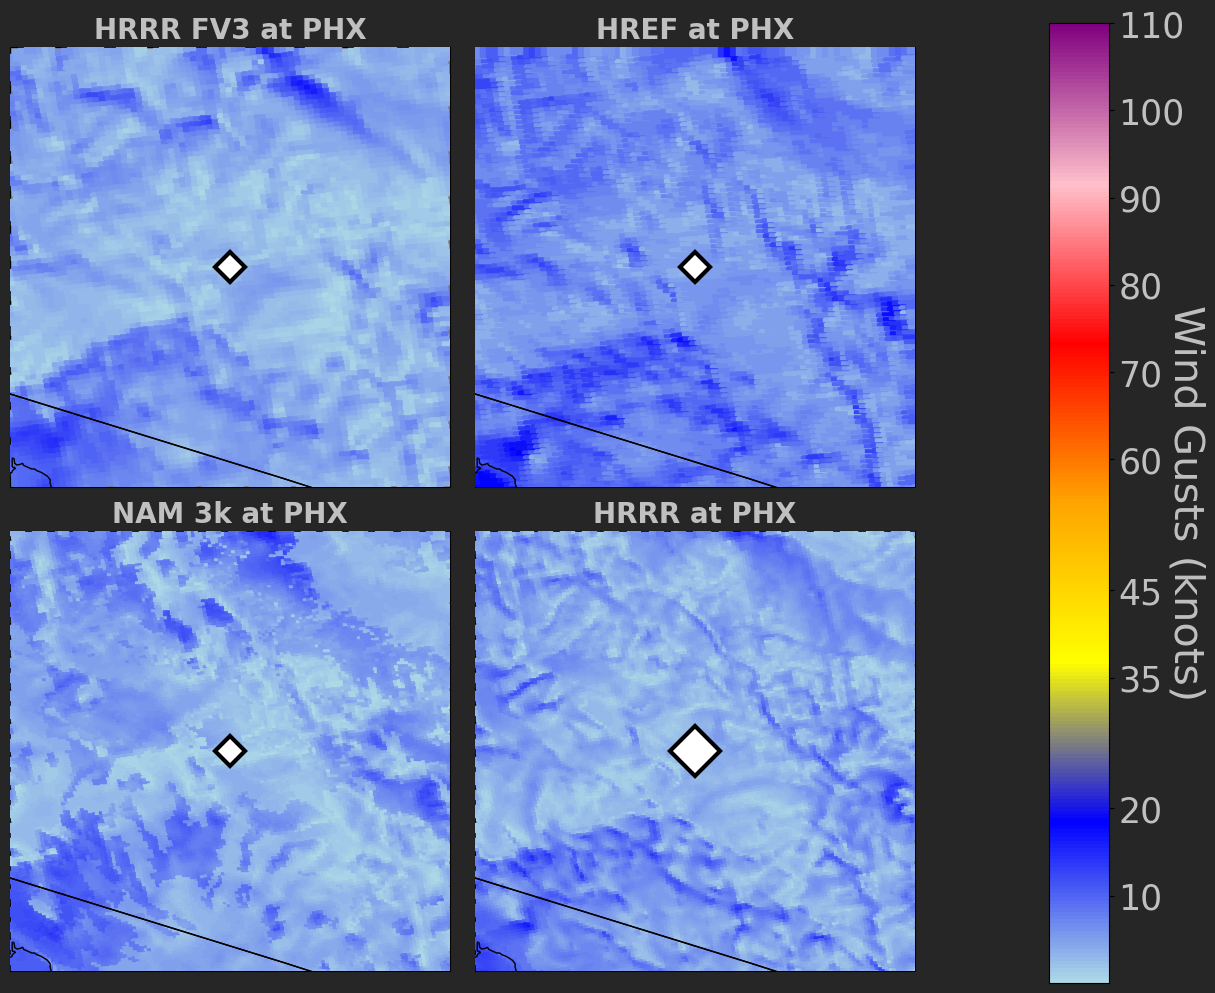 HRRR FV3 at PHX
HREF at PHX
NAM 3k at PHX
HRRR at PHX
110
100
90
80
70
60
45
35
20
10
Wind Gusts (knots)